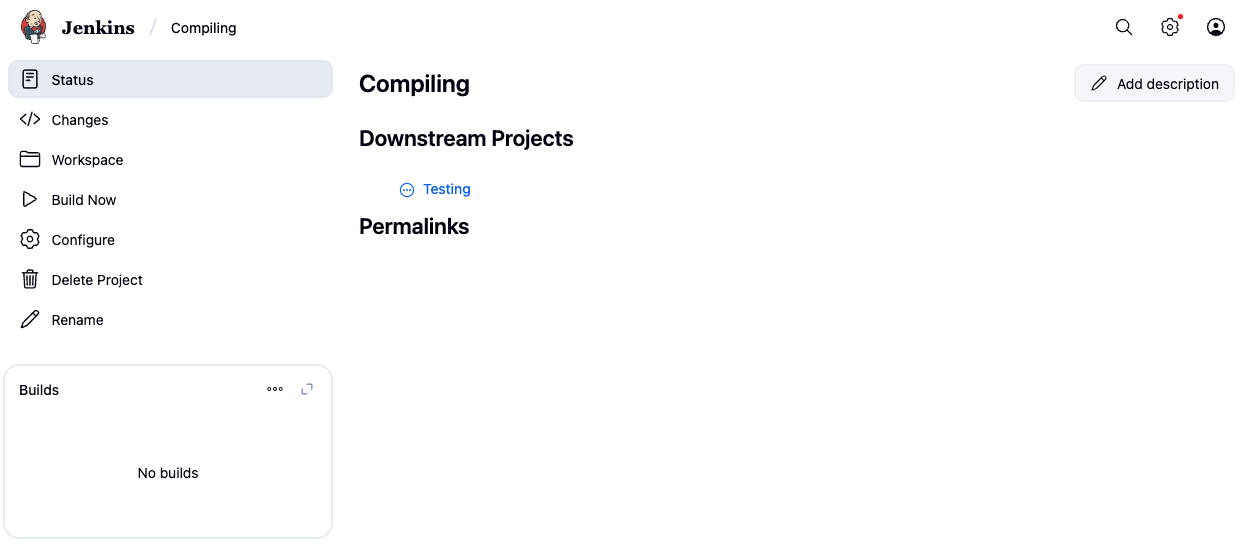 Jenkins / Compiling
Status
Changes
Workspace
Build Now
Configure
Delete Project
Rename
Builds
No builds
Compiling
Add description
Downstream Projects
Testing
Permalinks